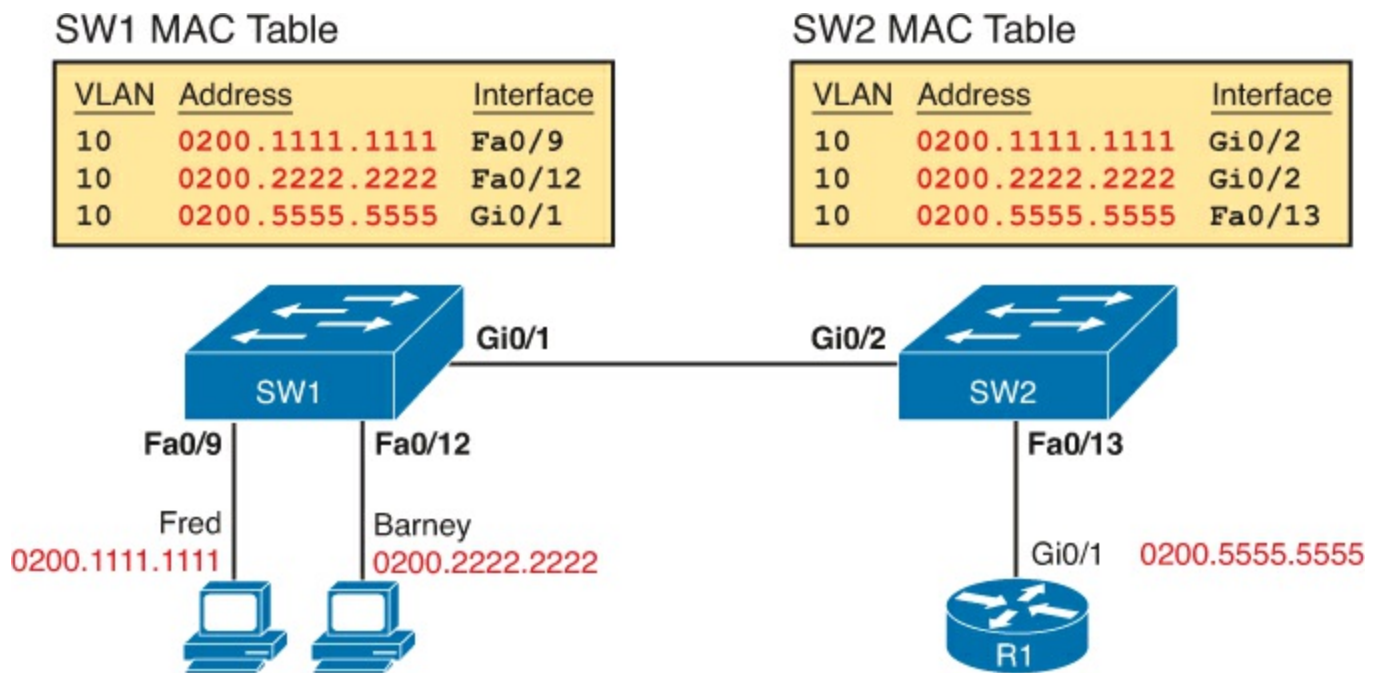 SW1 MAC Table
VLAN Address Interface
10 0200.1111.1111 Fa0/9
10 0200.2222.2222 Fa0/12
10 0200.5555.5555 Gi0/1
SW2 MAC Table
VLAN Address Interface
10 0200.1111.1111 Gi0/2
10 0200.2222.2222 Gi0/2
10 0200.5555.5555 Fa0/13
Gi0/1
Gi0/2
SW1
SW2
Fa0/9
Fa0/12
Fa0/13
Fred
0200.1111.1111
Barney
0200.2222.2222
Gi0/1 0200.5555.5555
R1